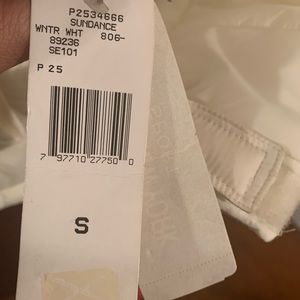 P2534666
SUNDANCE
WNTR WHT 806-
89236
SE101
P 25
7 97710 27750 0
S